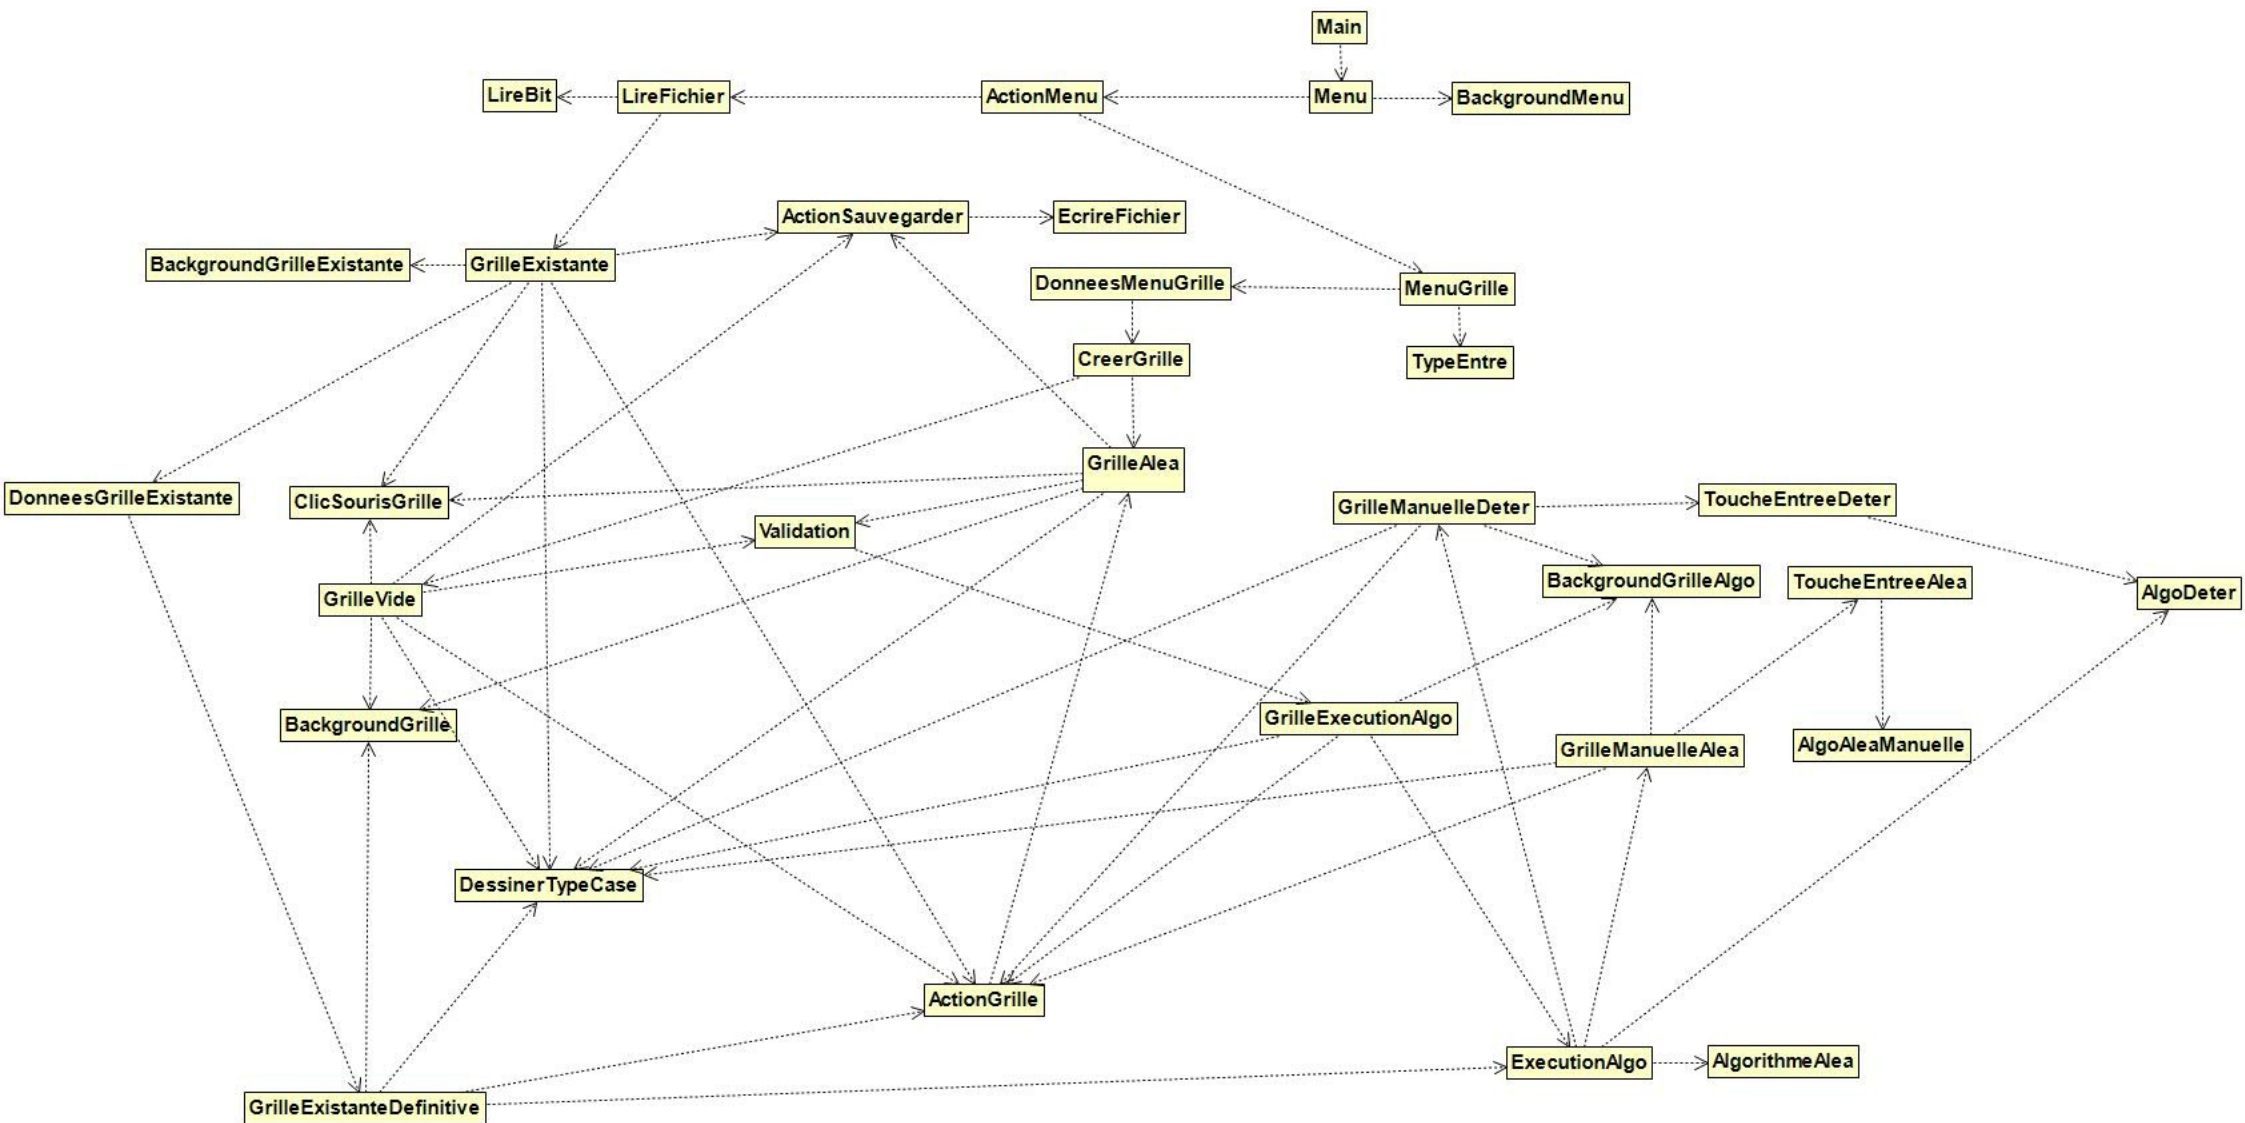 Main
LireBit
LireFichier
ActionMenu
Menu
BackgroundMenu
ActionSauvegarder
EcrireFichier
BackgroundGrilleExistante
GrilleExistante
DonneesMenuGrille
MenuGrille
CreerGrille
TypeEntre
GrilleAlea
DonneesGrilleExistante
ClicSourisGrille
GrilleManuelleDeter
ToucheEntreeDeter
Validation
BackgroundGrilleAlgo
ToucheEntreeAlea
AlgoDeter
GrilleVide
BackgroundGrille
GrilleExecutionAlgo
GrilleManuelleAlea
AlgoAleaManuelle
DessinerTypeCase
ActionGrille
ExecutionAlgo
AlgorithmeAlea
GrilleExistanteDefinitive